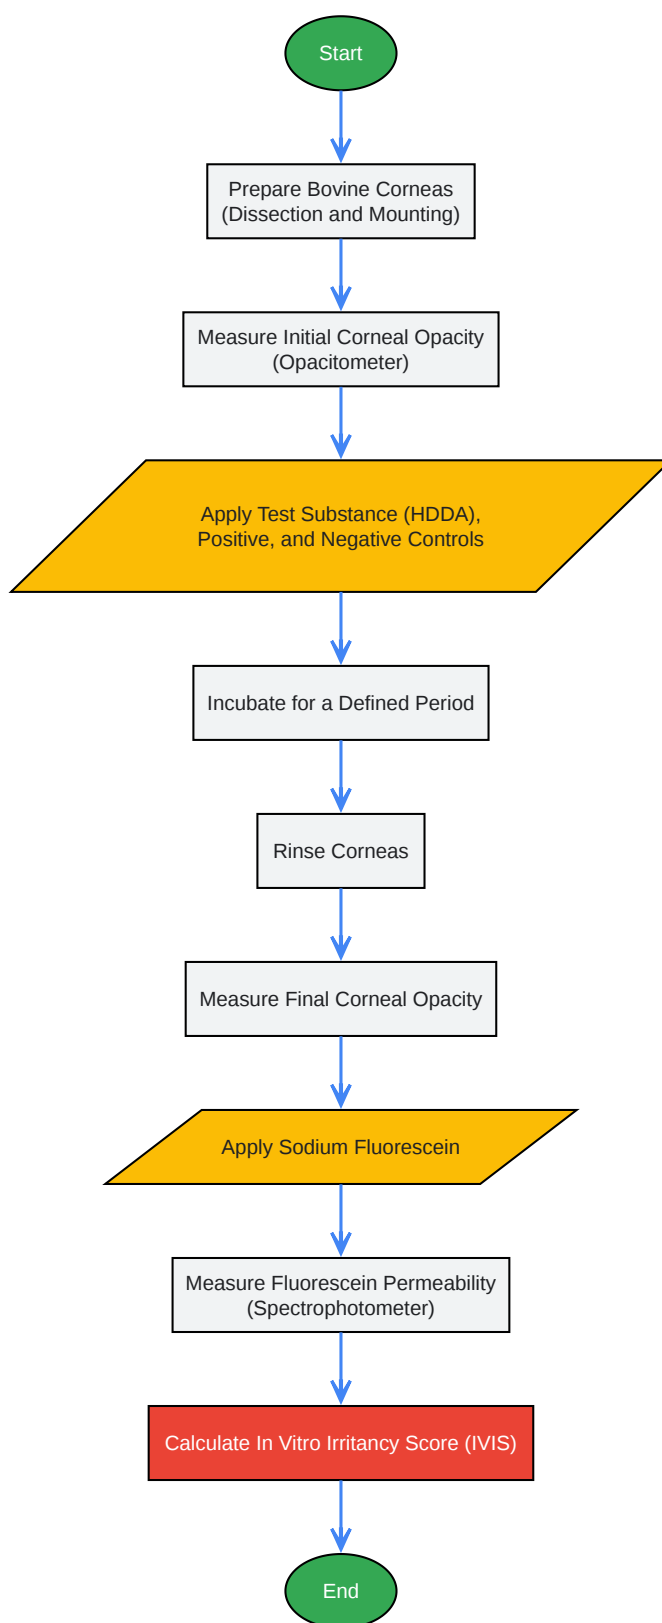 Start
Prepare Bovine Corneas
(Dissection and Mounting)
Measure Initial Corneal Opacity
(Opacitometer)
Apply Test Substance (HDDA),
Positive, and Negative Controls
Incubate for a Defined Period
Rinse Corneas
Measure Final Corneal Opacity
Apply Sodium Fluorescein
Measure Fluorescein Permeability
(Spectrophotometer)
Calculate In Vitro Irritancy Score (IVIS)
End